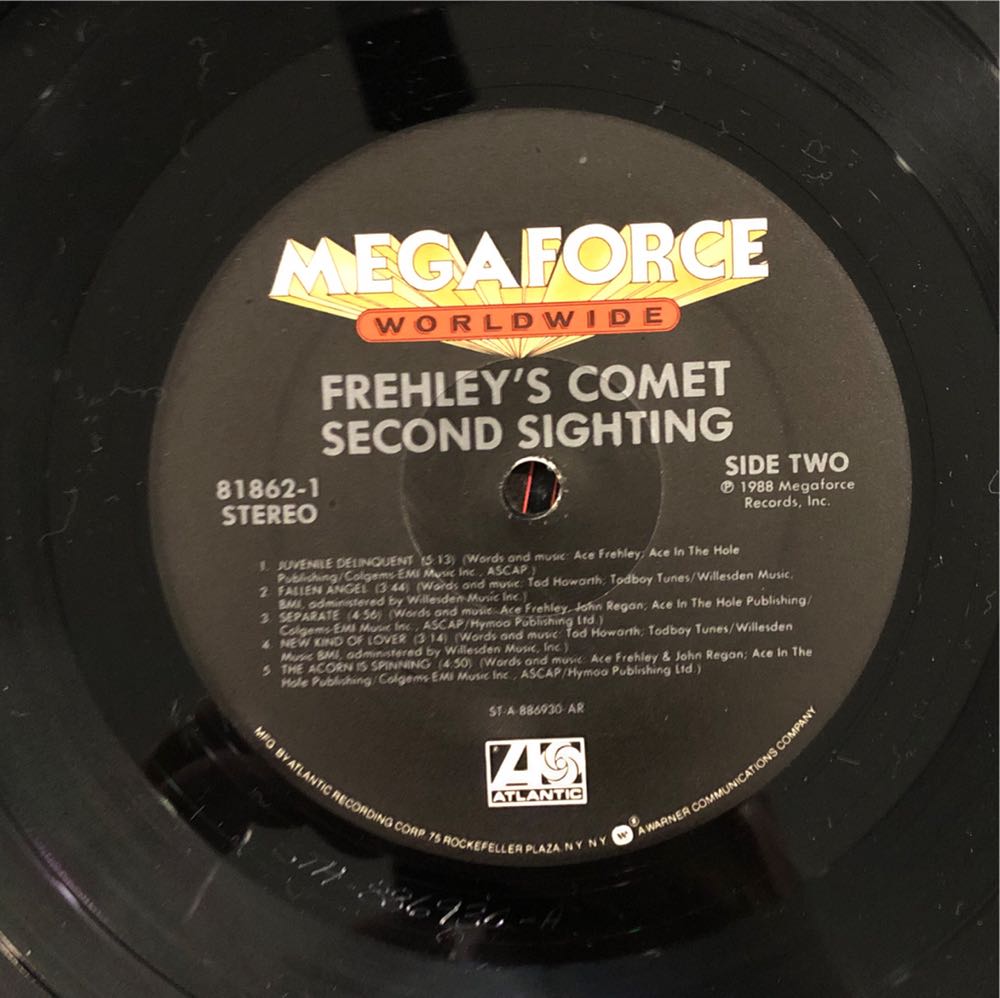 MEGAFORCE
WORLDWIDE
FREHLEY'S COMET
SECOND SIGHTING
81862-1
STEREO
SIDE TWO
℗ 1988 Megaforce
Records, Inc.
1. JUVENILE DELINQUENT (5:13) (Words and music: Ace Frehley; Ace In The Hole
Publishing/Colgems-EMI Music Inc., ASCAP.)
2 FALLEN ANGEL (3:44) (Words and music: Tod Howarth; Todboy Tunes/Willesden Music,
BMI, administered by Willesden Music Inc.)
3 SEPARATE (4:56) (Words and music: Ace Frehley, John Regan; Ace In The Hole Publishing/
Colgems-EMI Music Inc., ASCAP/Hymoa Publishing Ltd.)
4 NEW KIND OF LOVER (3:14) (Words and music: Tod Howarth; Todboy Tunes/Willesden
Music BMI, administered by Willesden Music, Inc.)
5 THE ACORN IS SPINNING (4:50) (Words and music: Ace Frehley & John Regan; Ace In The
Hole Publishing/Colgems-EMI Music Inc., ASCAP/Hymoa Publishing Ltd.)
ST-A-886930-AR
ATLANTIC
MFG BY ATLANTIC RECORDING CORP. 75 ROCKEFELLER PLAZA, N.Y. N.Y. W ® A WARNER COMMUNICATIONS COMPANY